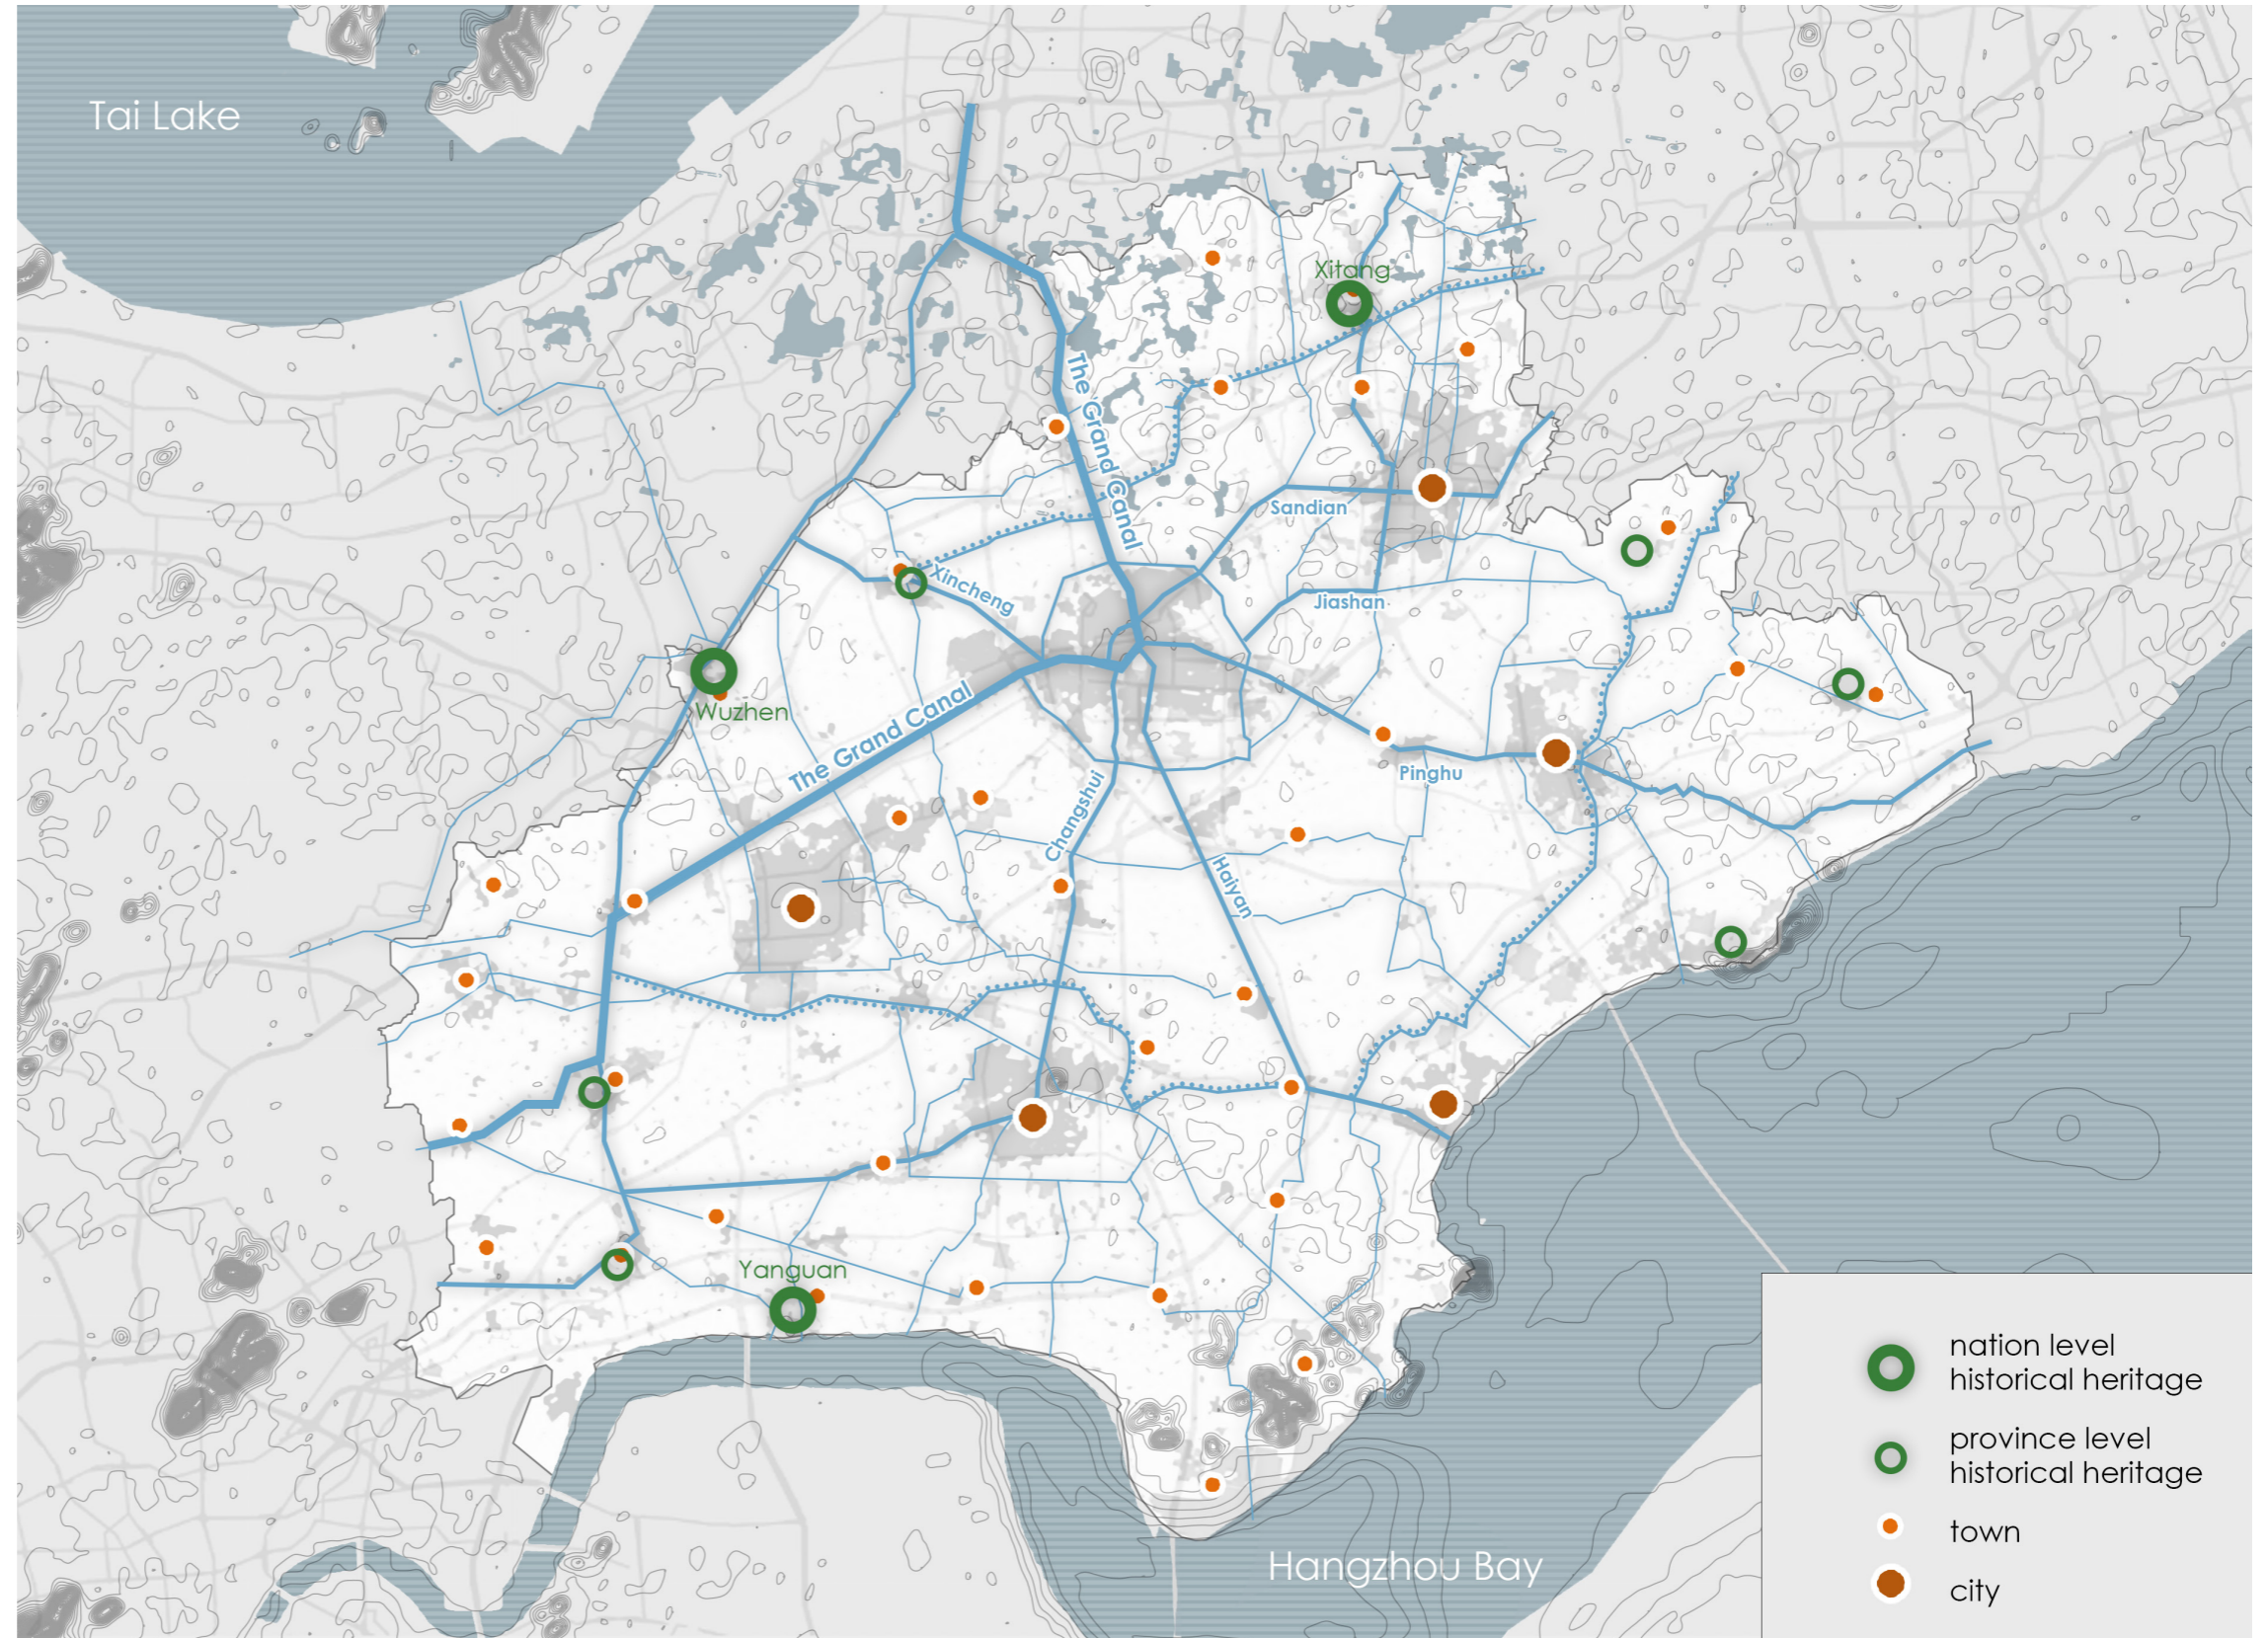 Tai Lake
Xitang
The Grand Canal
Sandian
Xincheng
Jiashan
Wuzhen
The Grand Canal
Pinghu
Changshui
Haiyan
Yanguan
Hangzhou Bay
nation level
historical heritage
province level
historical heritage
town
city